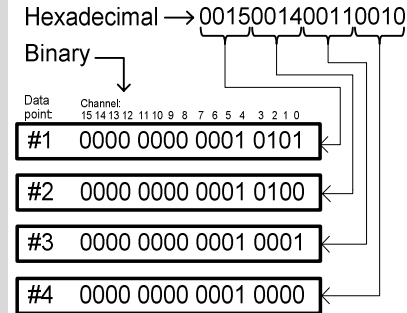 Hexadecimal 0015001400110010
Binary
Data point:
Channel:
15 14 13 12 11 10 9 8 7 6 5 4 3 2 1 0
#1 0000 0000 0001 0101
#2 0000 0000 0001 0100
#3 0000 0000 0001 0001
#4 0000 0000 0001 0000